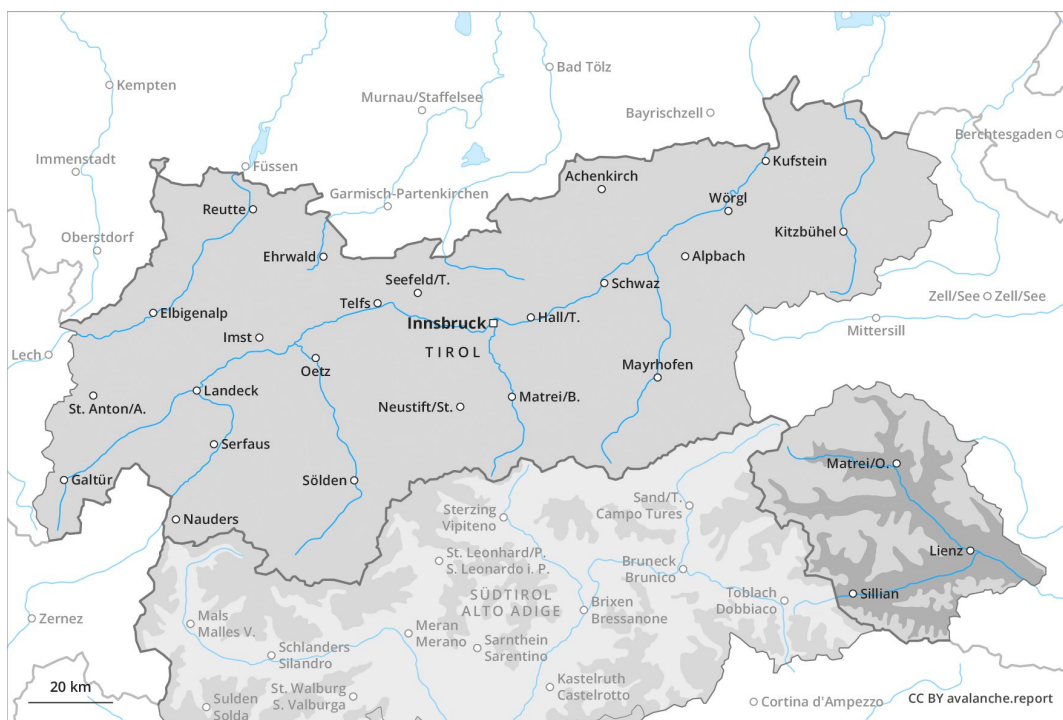 Kempten
Bad Tölz
Murnau/Staffelsee
Bayrischzell
Berchtesgaden
Immenstadt
Füssen
Kufstein
Achenkirch
Garmisch-Partenkirchen
Wörgl
Reutte
Oberstdorf
Kitzbühel
Ehrwald
Alpbach
Seefeld/T.
Schwaz
Zell/See
Zell/See
Telfs
Elbigenalp
Innsbruck
Hall/T.
Mittersill
Imst
Lech
TIROL
Oetz
Mayrhofen
Landeck
Matrei/B.
St. Anton/A.
Neustift/St.
Serfaus
Matrei/O.
Galtür
Sölden
Sand/T.
Campo Tures
Sterzing
Vipiteno
Nauders
St. Leonhard/P.
S. Leonardo i. P.
Lienz
Bruneck
Brunico
SÜDTIROL
ALTO ADIGE
Sillian
Toblach
Dobbiaco
Brixen
Bressanone
Zernez
Mals
Malles V.
Meran
Merano
Sarnthein
Sarentino
Schlanders
Silandro
Kastelruth
Castelrotto
20 km
St. Walburg
S. Valburga
Sulden
Solda
Cortina d'Ampezzo
CC BY avalanche.report